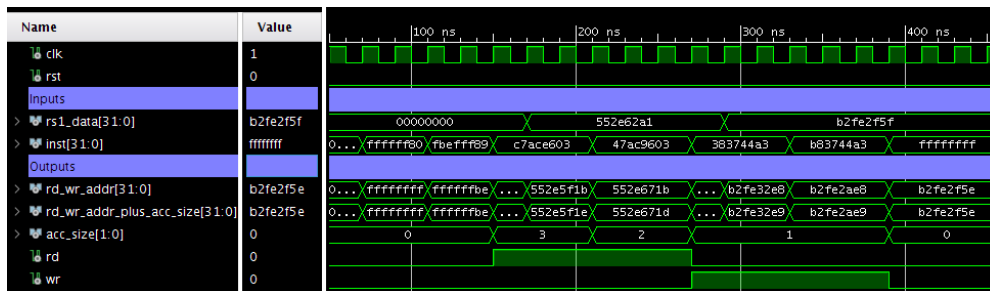 Name Value 100 ns 200 ns 300 ns 400 ns
clk 1
rst 0
Inputs
rs1_data[31:0] b2fe2f5f 00000000 552e62a1 b2fe2f5f
inst[31:0] ffffffff 0... ffffff80 fbefff89 c7ace603 47ac9603 383744a3 b83744a3 ffffffff
Outputs
rd_wr_addr[31:0] b2fe2f5e 0... ffffffff ffffffbe ... 552e5f1b 552e671b ... b2fe32e8 b2fe2ae8 b2fe2f5e
rd_wr_addr_plus_acc_size[31:0] b2fe2f5e 0... ffffffff ffffffbe ... 552e5f1e 552e671d ... b2fe32e9 b2fe2ae9 b2fe2f5e
acc_size[1:0] 0 0 3 2 1 0
rd 0
wr 0